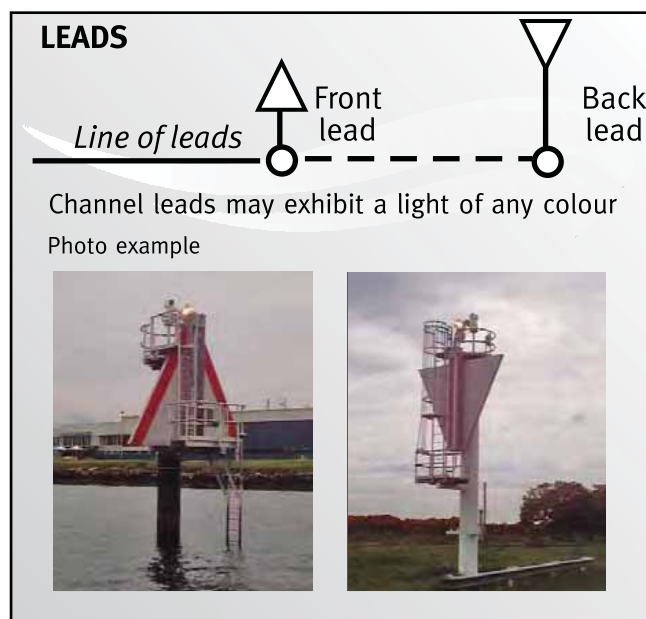 LEADS
Front
lead
Back
lead
Line of leads
Channel leads may exhibit a light of any colour
Photo example